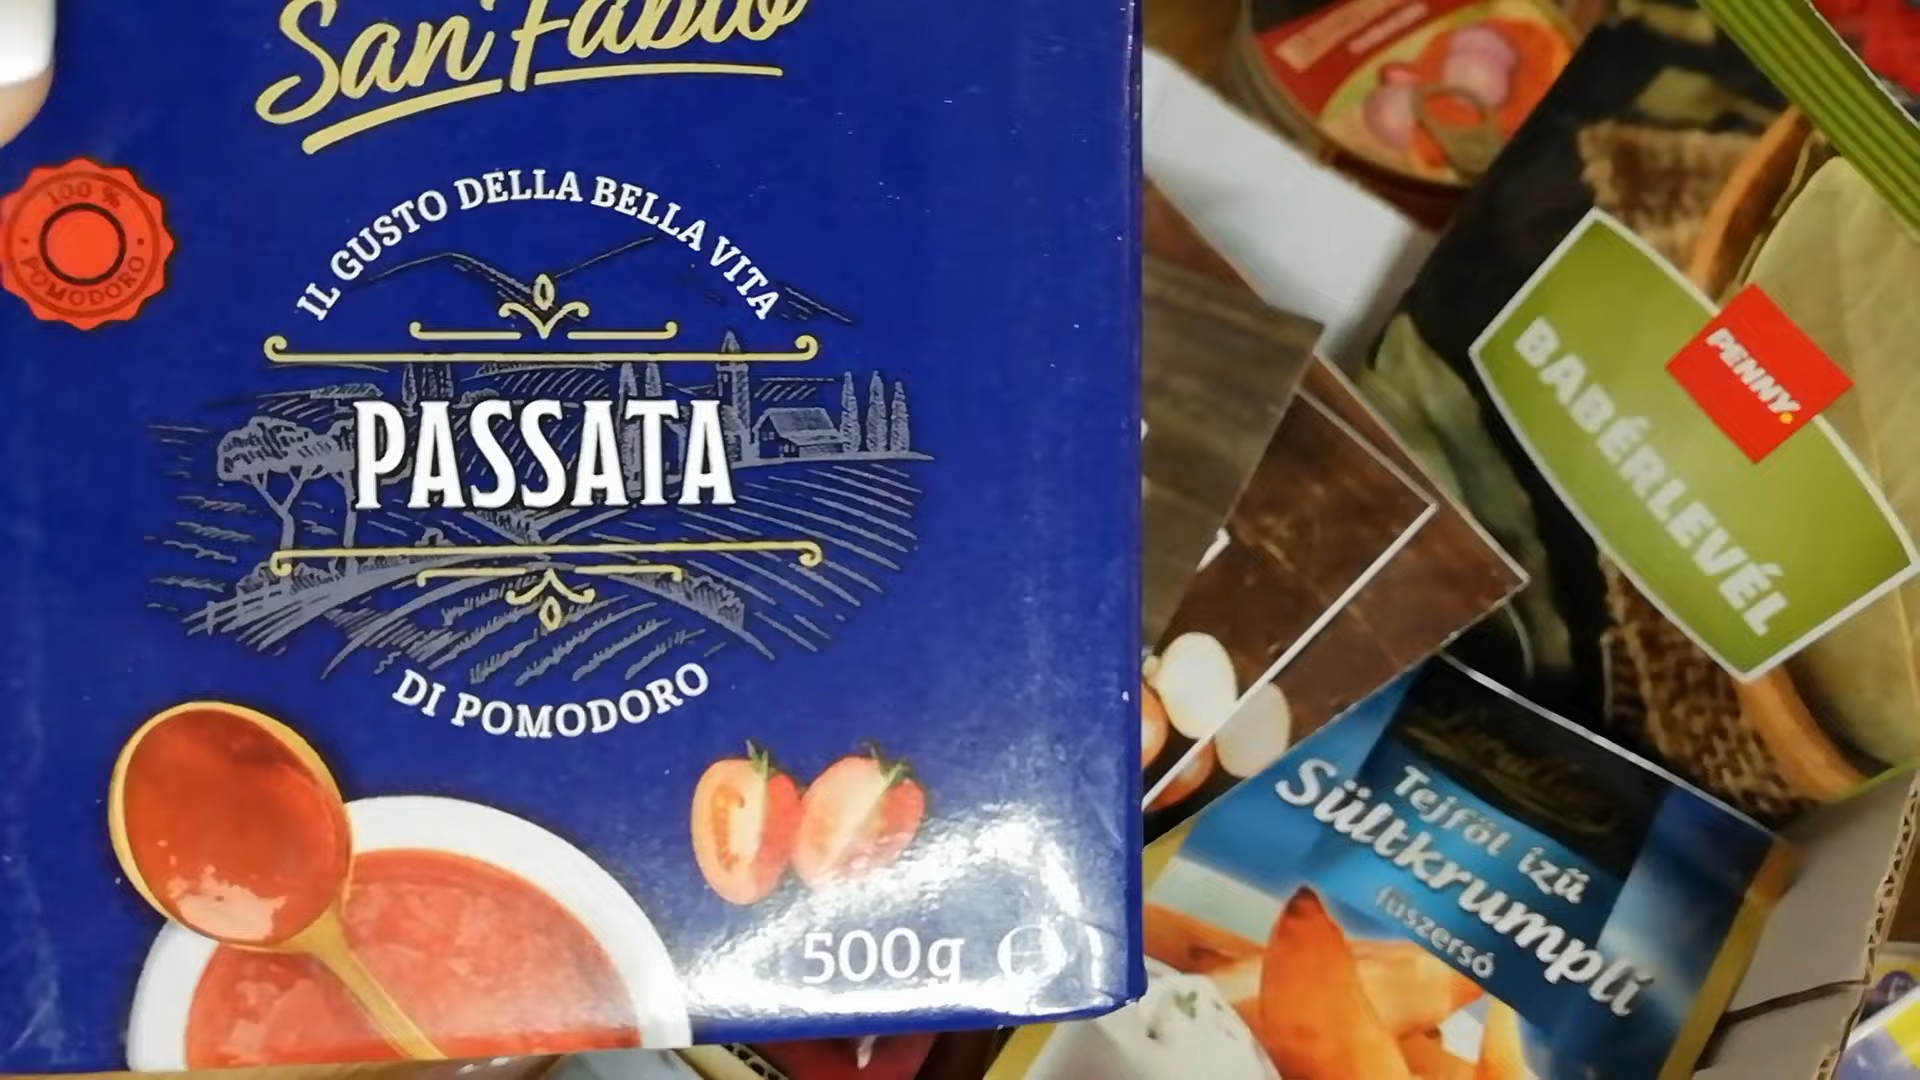 San Fabio
100 %
POMODORO
IL GUSTO DELLA BELLA VITA
PASSATA
DI POMODORO
500g ℮
PENNY.
BABÉRLEVÉL
Tejföl ízű
Sültkrumpli
fűszersó